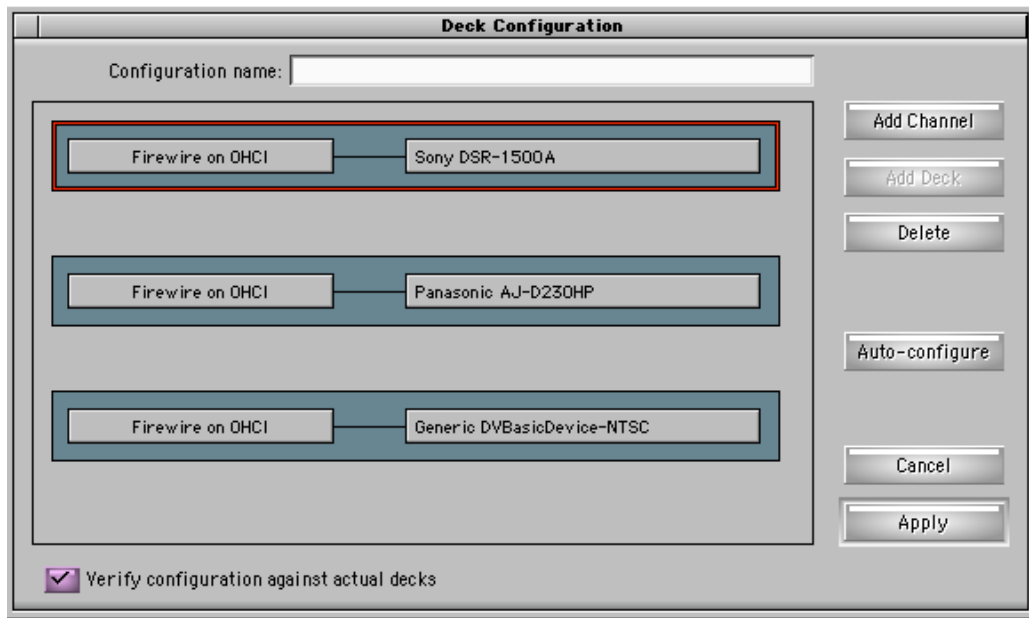 Deck Configuration
Configuration name:
Add Channel
Firewire on OHCI
Sony DSR-1500A
Add Deck
Delete
Firewire on OHCI
Panasonic AJ-D230HP
Auto-configure
Firewire on OHCI
Generic DVBasicDevice-NTSC
Cancel
Apply
Verify configuration against actual decks